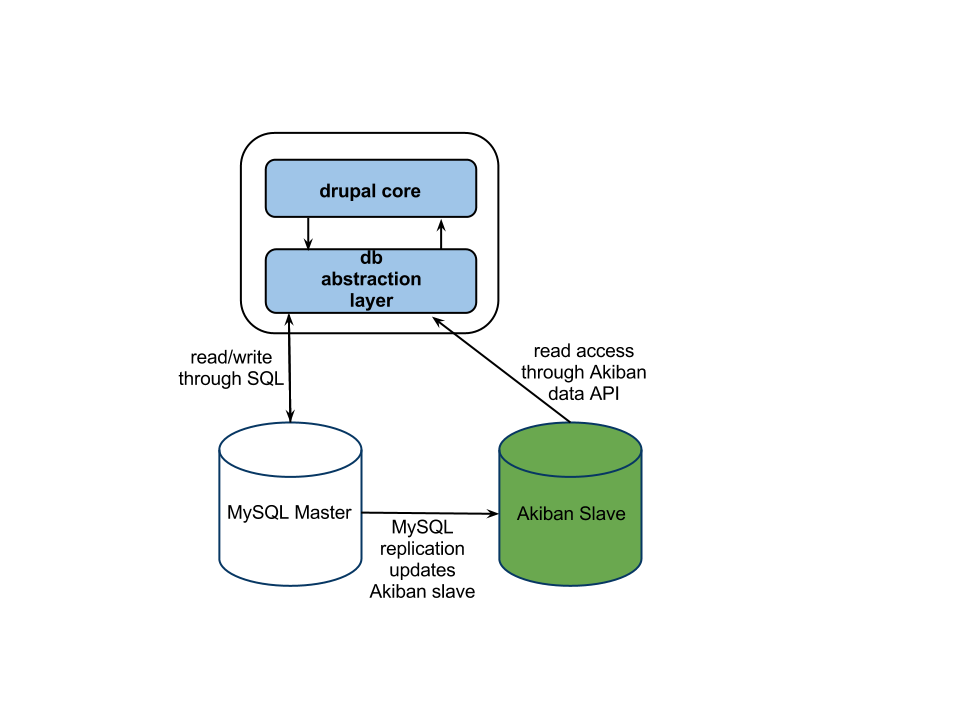 drupal core
db
abstraction
layer
read/write
through SQL
read access
through Akiban
data API
MySQL Master
Akiban Slave
MySQL
replication
updates
Akiban slave